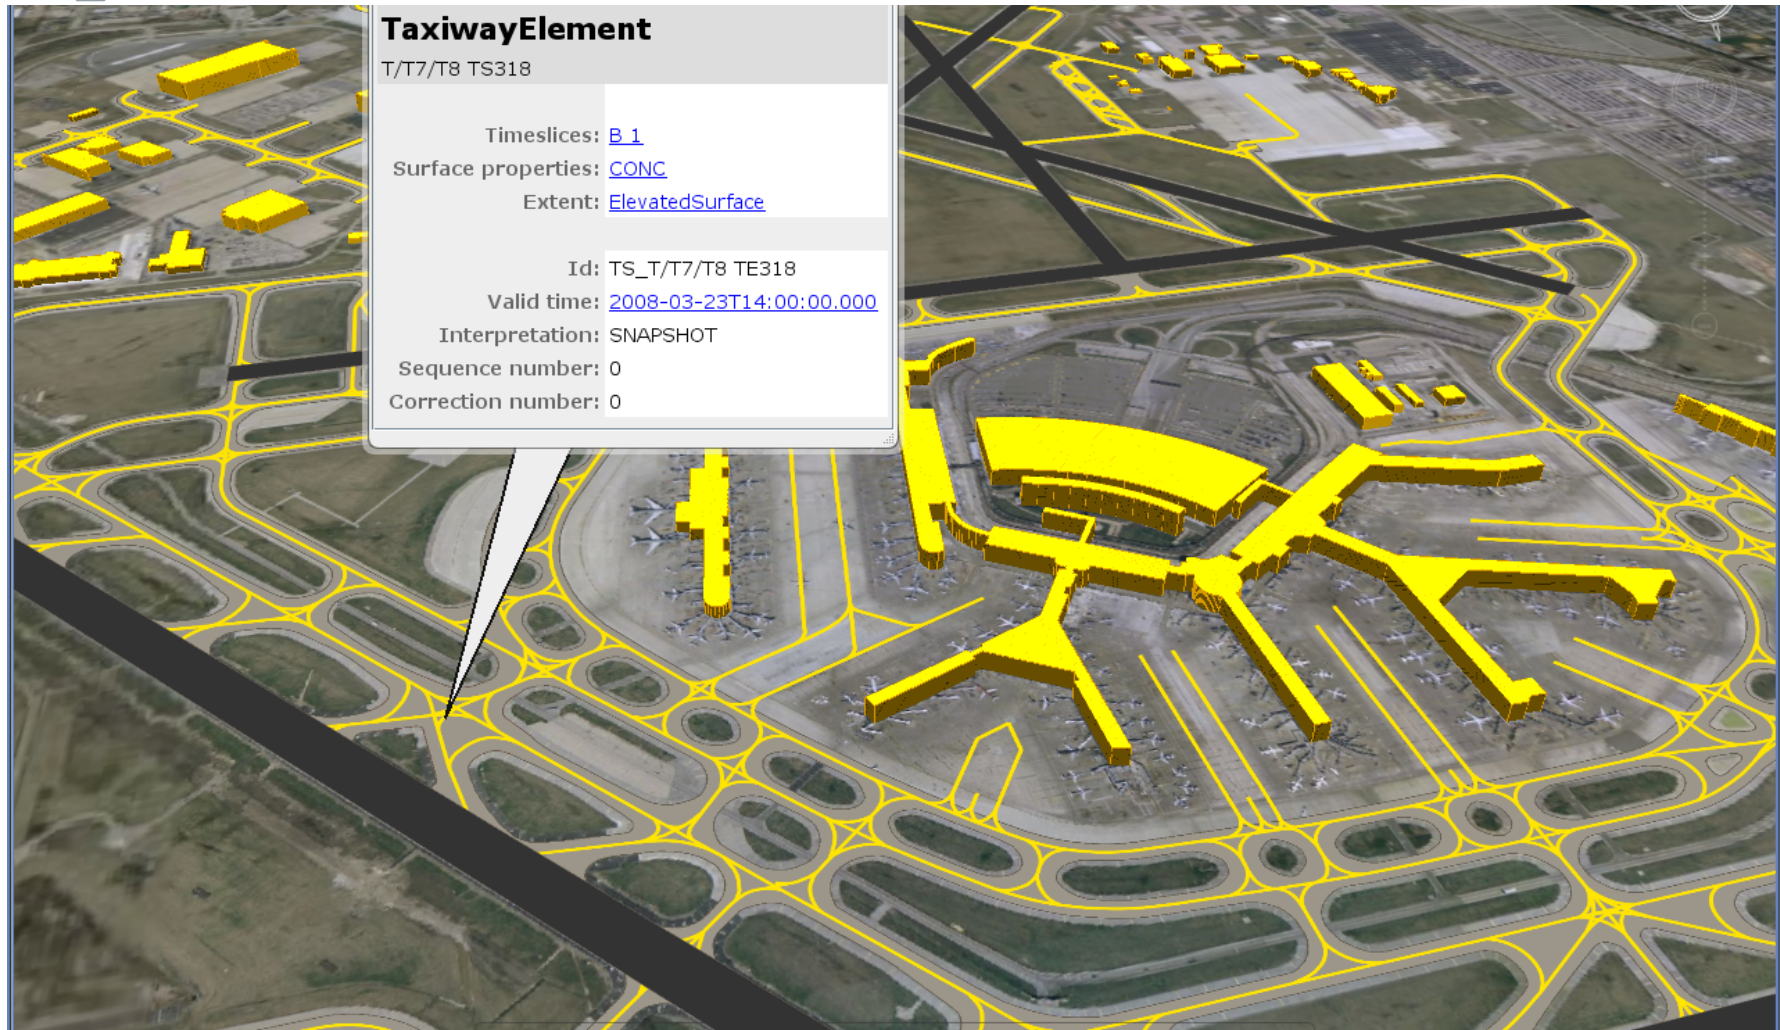 TaxiwayElement
T/T7/T8 TS318
Timeslices: B 1
Surface properties: CONC
Extent: ElevatedSurface
Id: TS_T/T7/T8 TE318
Valid time: 2008-03-23T14:00:00.000
Interpretation: SNAPSHOT
Sequence number: 0
Correction number: 0